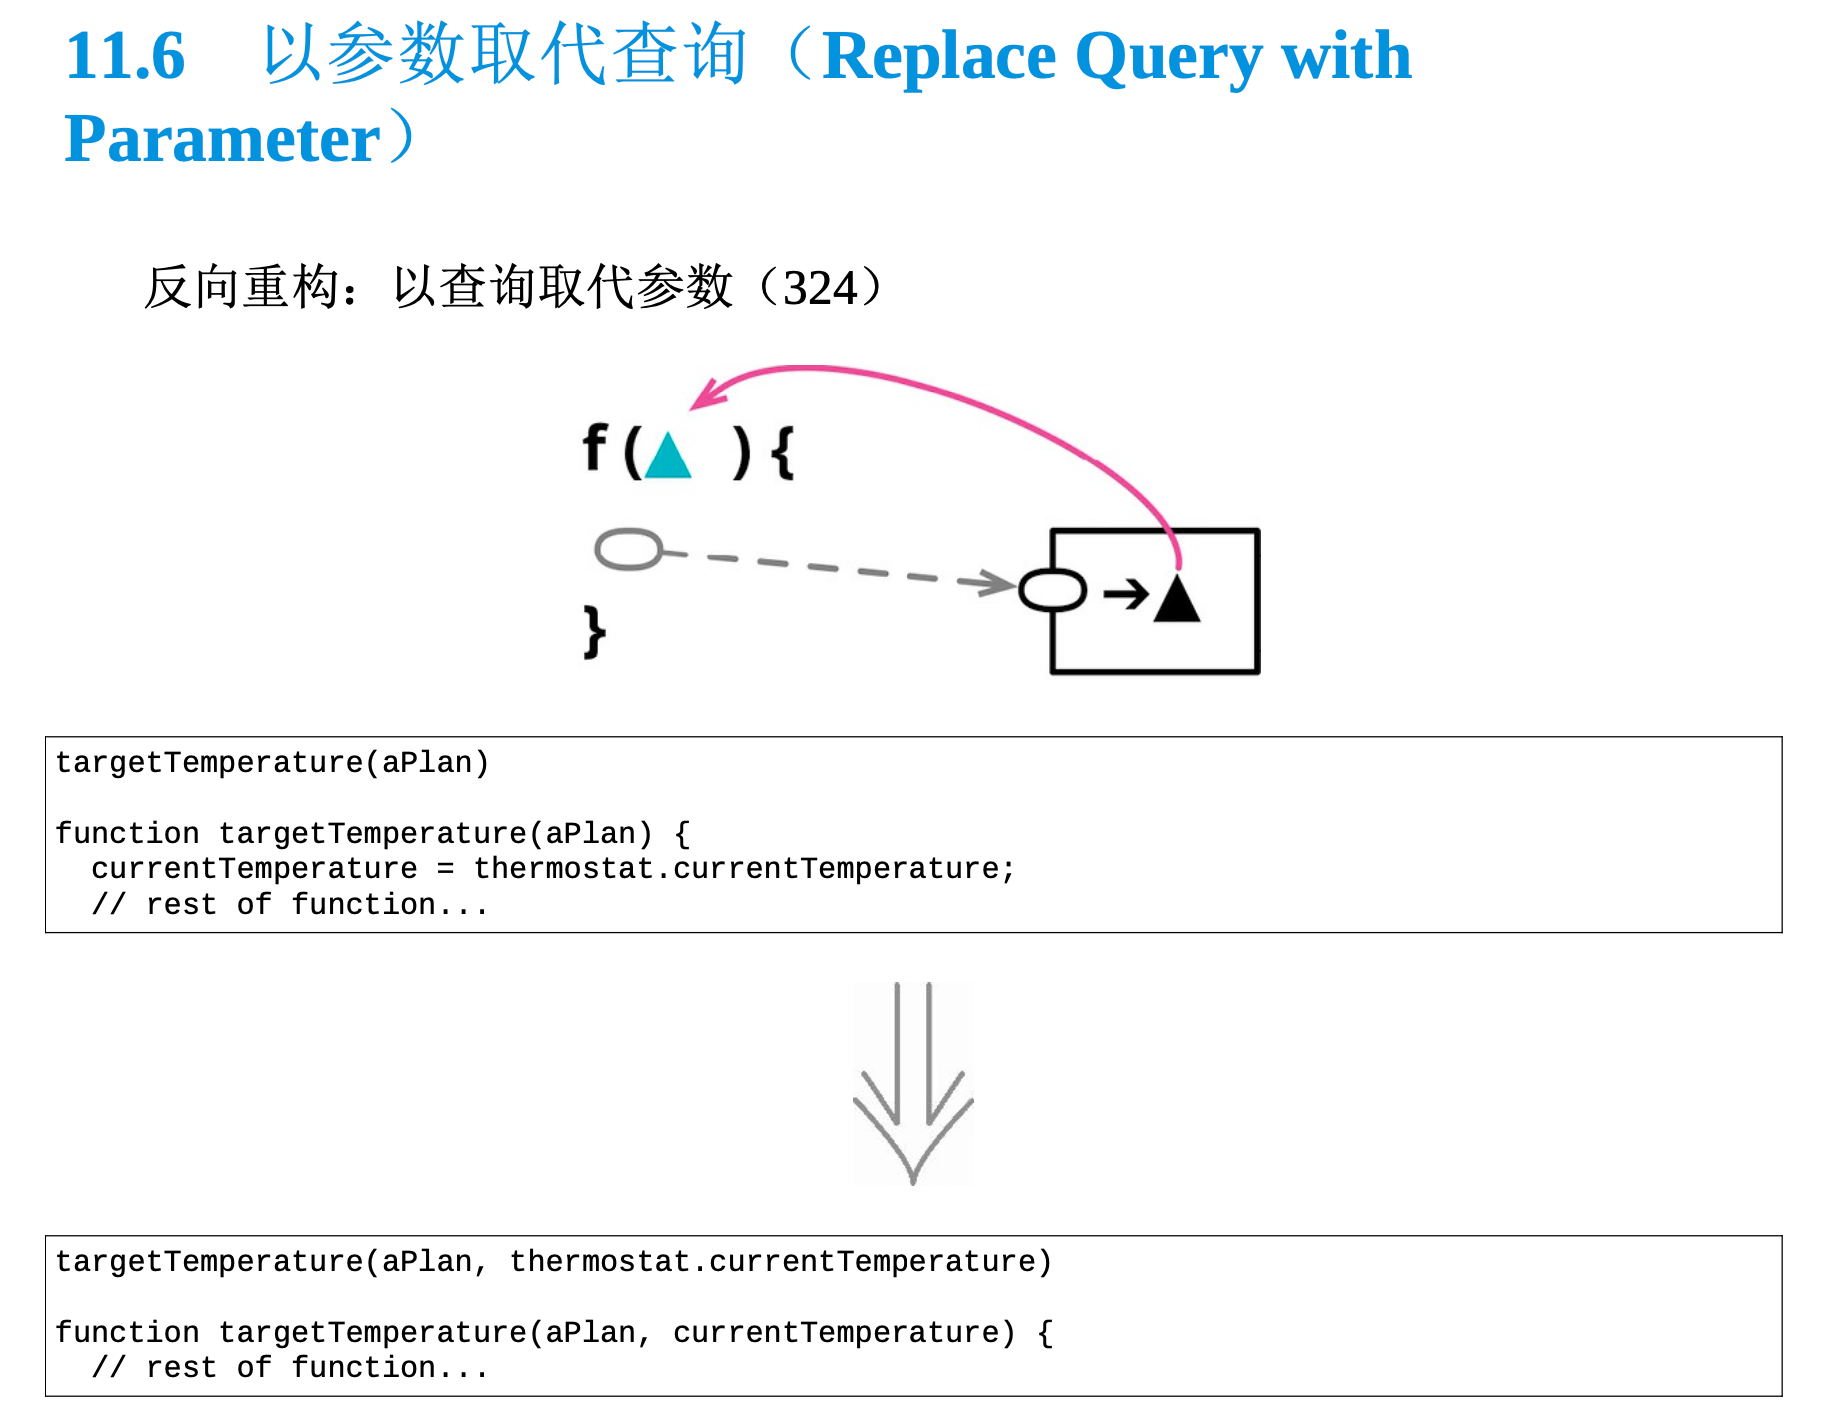 11.6 以参数取代查询（Replace Query with
Parameter）
反向重构：以查询取代参数（324）
f( ){
}
targetTemperature(aPlan)
function targetTemperature(aPlan) {
  currentTemperature = thermostat.currentTemperature;
  // rest of function...
targetTemperature(aPlan, thermostat.currentTemperature)
function targetTemperature(aPlan, currentTemperature) {
  // rest of function...